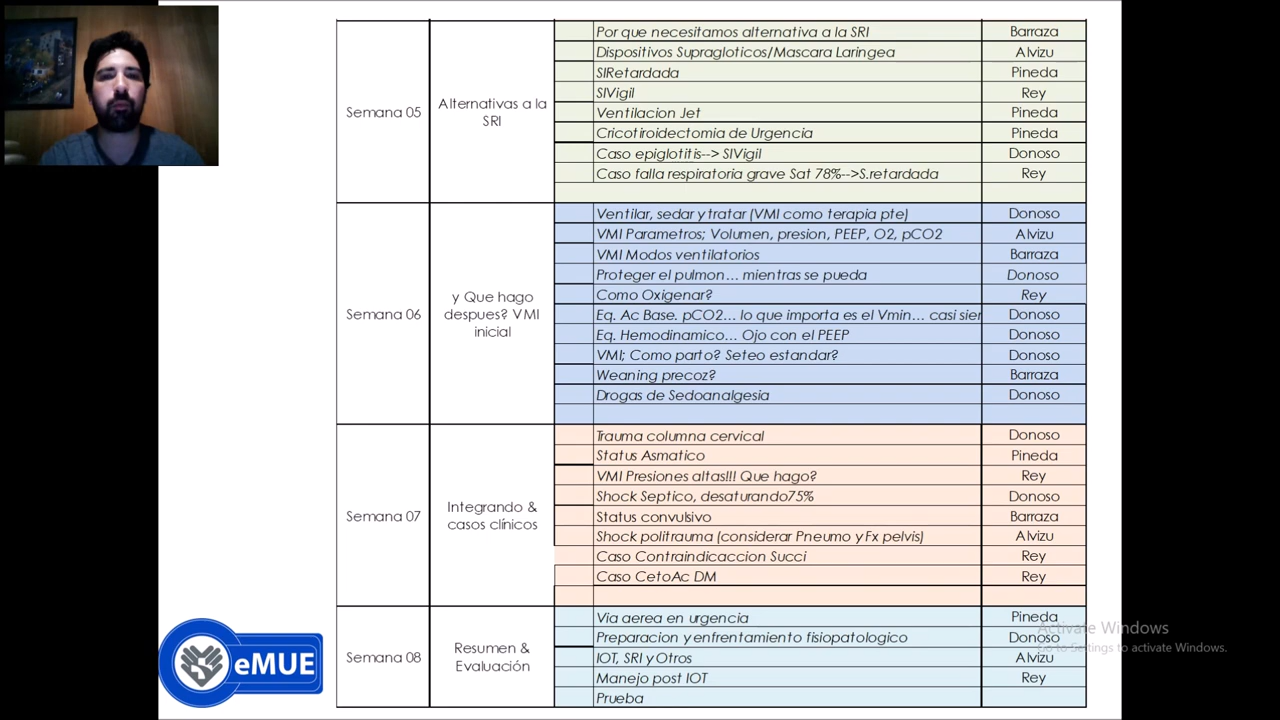 Semana 05
Alternativas a la
SRI
Por que necesitamos alternativa a la SRI Barraza
Dispositivos Supragloticos/Mascara Laringea Alvizu
SIRetardada Pineda
SIVigil Rey
Ventilacion Jet Pineda
Cricotiroidectomia de Urgencia Pineda
Caso epiglotitis--> SIVigil Donoso
Caso falla respiratoria grave Sat 78%-->S.retardada Rey
Semana 06
y Que hago
despues? VMI
inicial
Ventilar, sedar y tratar (VMI como terapia pte) Donoso
VMI Parametros; Volumen, presion, PEEP, O2, pCO2 Alvizu
VMI Modos ventilatorios Barraza
Proteger el pulmon... mientras se pueda Donoso
Como Oxigenar? Rey
Eq. Ac Base. pCO2... lo que importa es el Vmin... casi sier Donoso
Eq. Hemodinamico... Ojo con el PEEP Donoso
VMI; Como parto? Seteo estandar? Donoso
Weaning precoz? Barraza
Drogas de Sedoanalgesia Donoso
Semana 07
Integrando &
casos clínicos
Trauma columna cervical Donoso
Status Asmatico Pineda
VMI Presiones altas!!! Que hago? Rey
Shock Septico, desaturando75% Donoso
Status convulsivo Barraza
Shock politrauma (considerar Pneumo y Fx pelvis) Alvizu
Caso Contraindicaccion Succi Rey
Caso CetoAc DM Rey
Semana 08
Resumen &
Evaluación
Via aerea en urgencia Pineda
Preparacion y enfrentamiento fisiopatologico Donoso
IOT, SRI y Otros Alvizu
Manejo post IOT Rey
Prueba
eMUE
Activate Windows
Go to Settings to activate Windows.